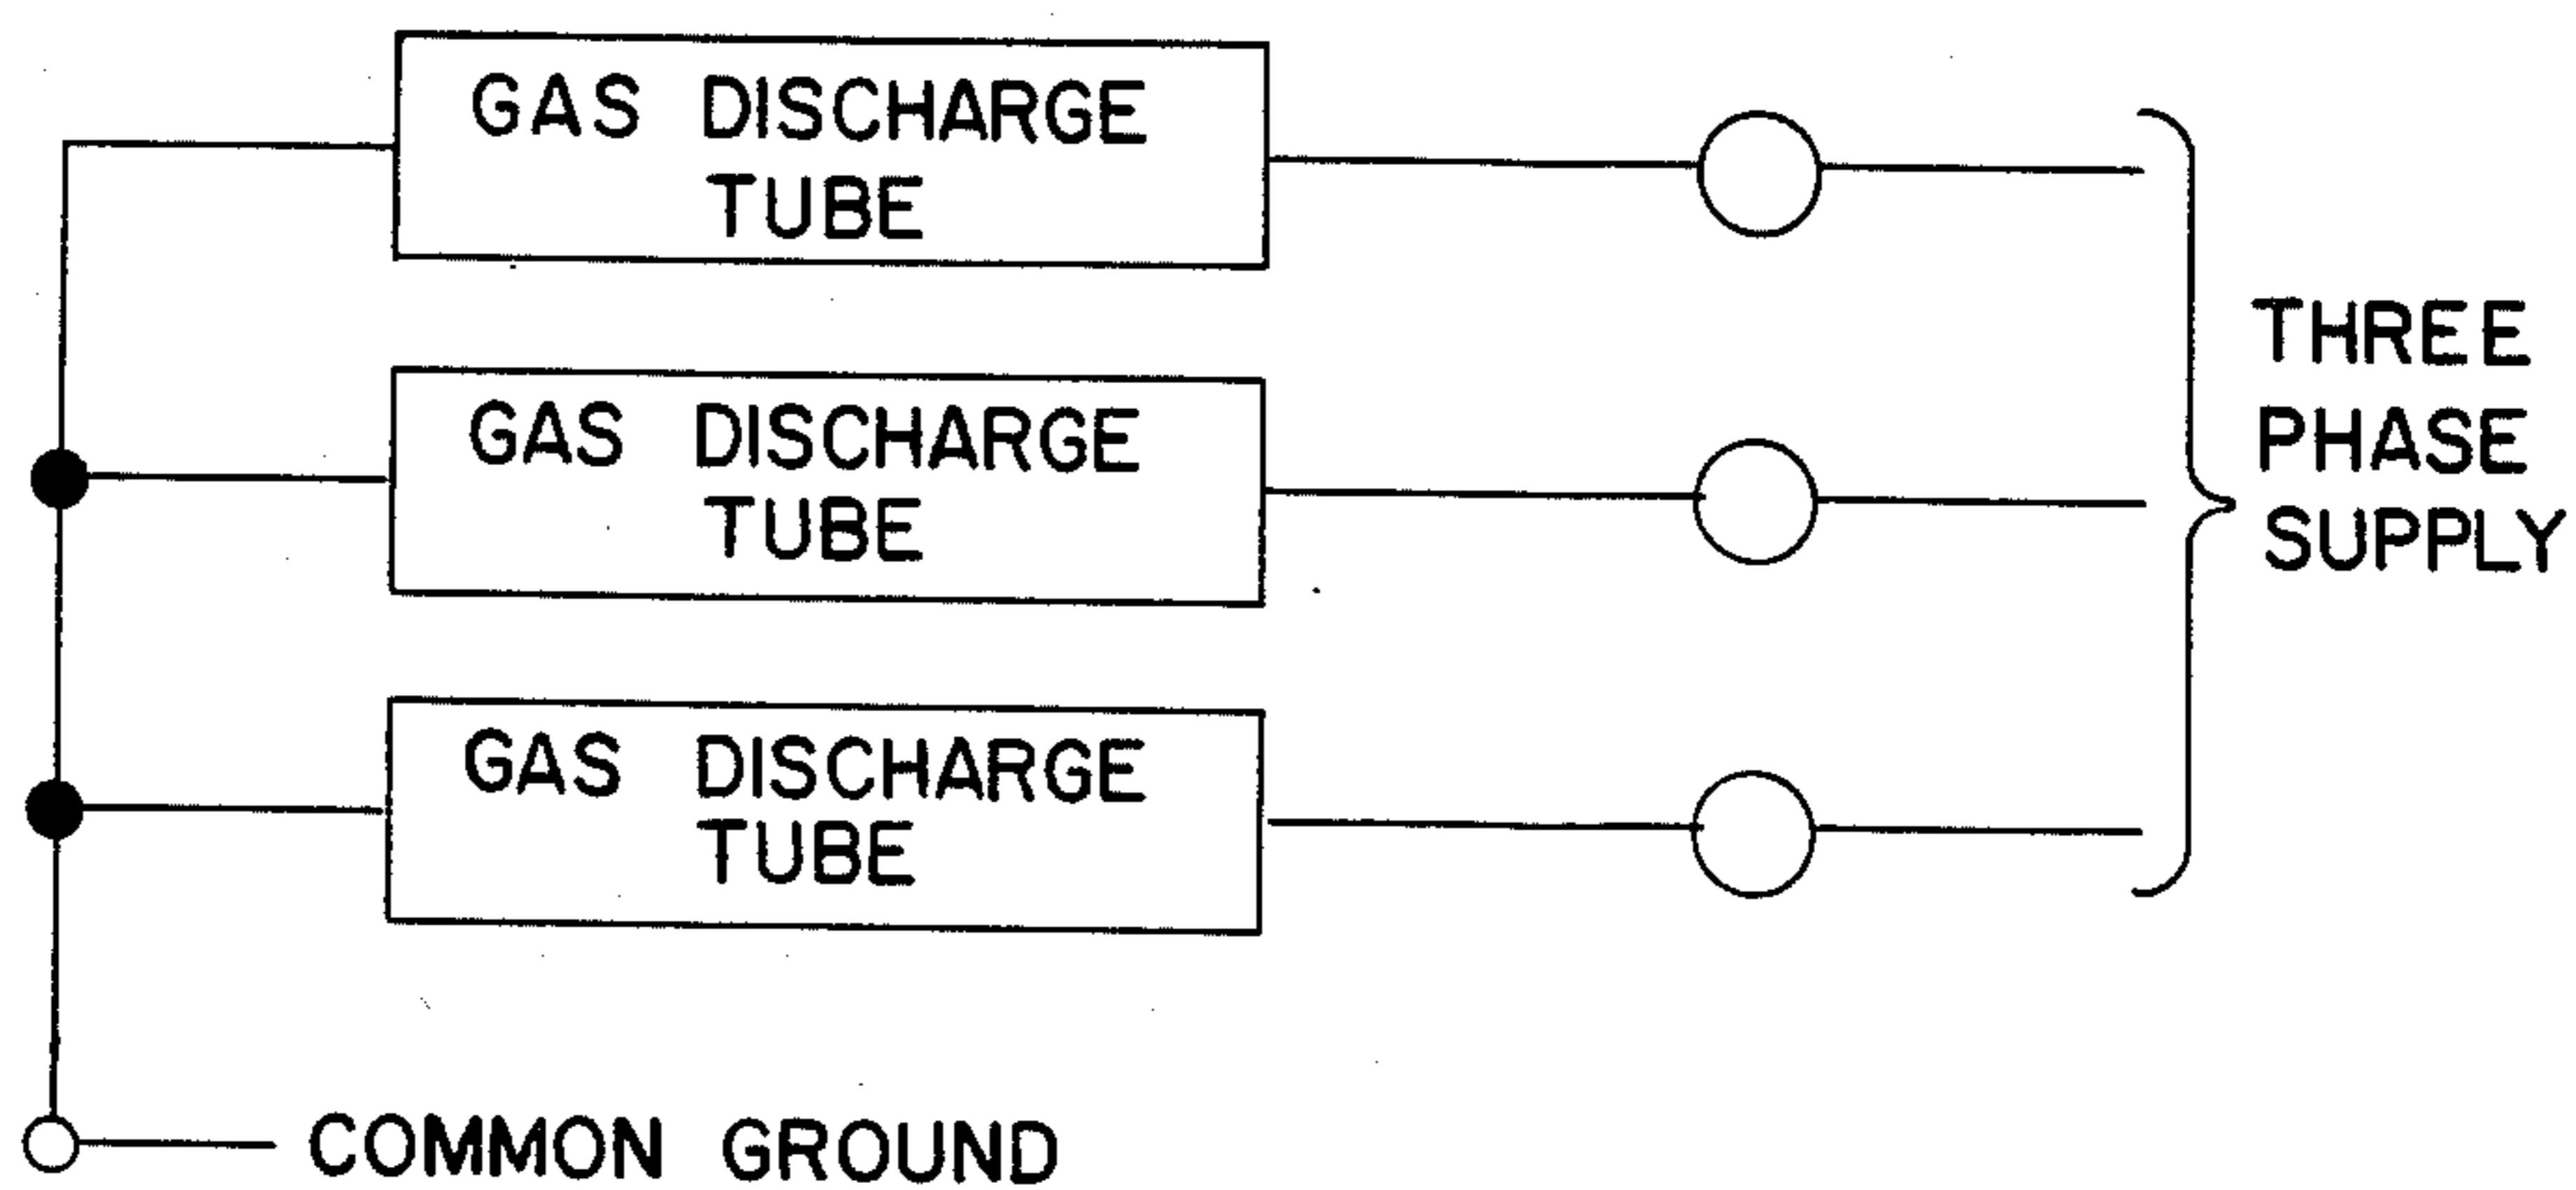 GAS DISCHARGE
TUBE
GAS DISCHARGE
TUBE
GAS DISCHARGE
TUBE
THREE
PHASE
SUPPLY
COMMON GROUND